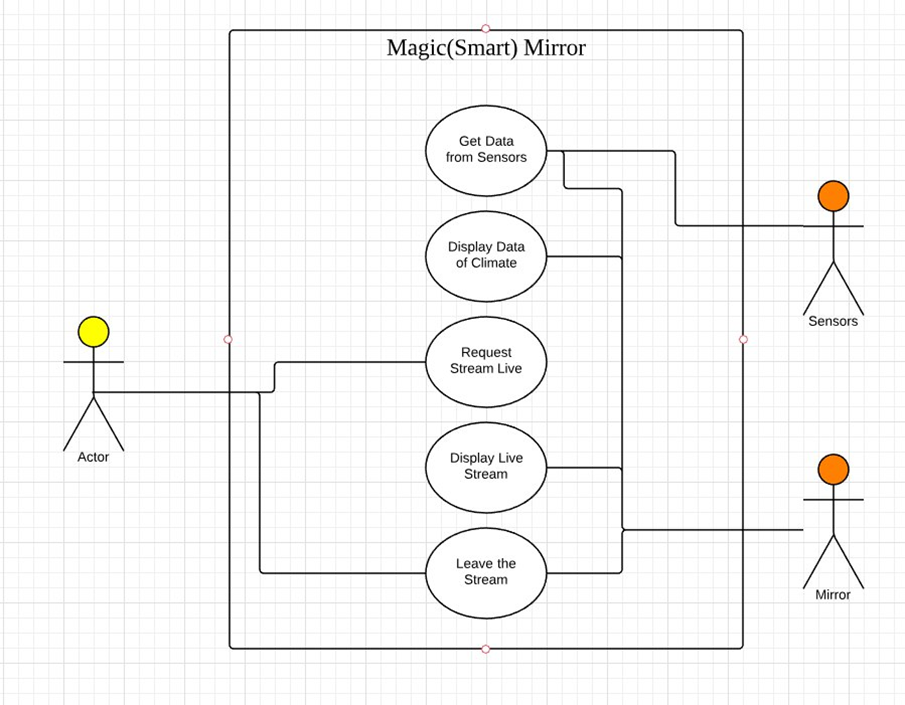 Magic(Smart) Mirror
Get Data
from Sensors
Display Data
of Climate
Request
Stream Live
Display Live
Stream
Leave the
Stream
Actor
Sensors
Mirror